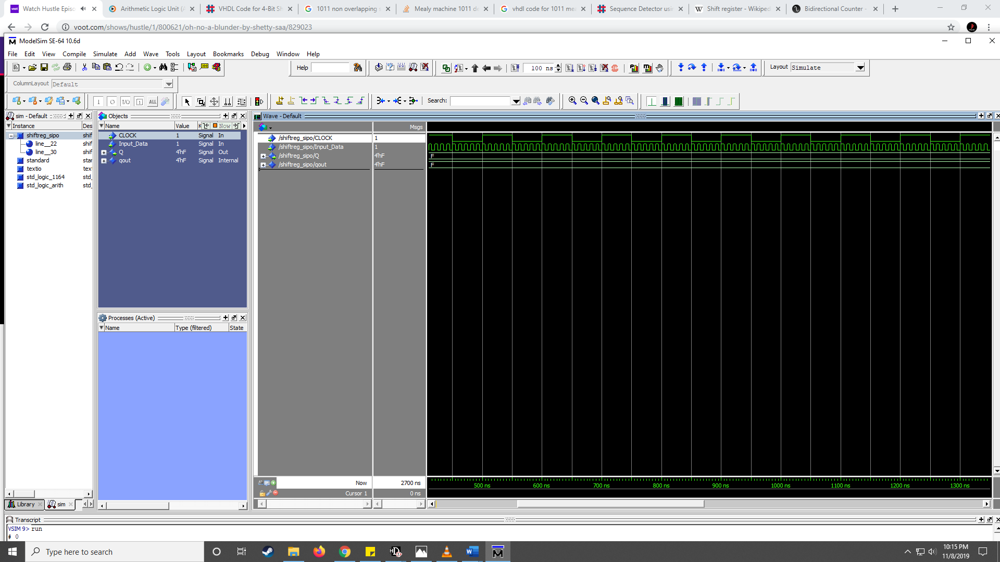 Watch Hustle Episo
Arithmetic Logic Unit (A
VHDL Code for 4-Bit Sh
1011 non overlapping s
Mealy machine 1011 de
vhdl code for 1011 mea
Sequence Detector usin
Shift register - Wikiped
Bidirectional Counter -
voot.com/shows/hustle/1/800621/oh-no-a-blunder-by-shetty-saa/829023
ModelSim SE-64 10.6d
File Edit View Compile Simulate Add Wave Tools Layout Bookmarks Debug Window Help
Help
100 ns
Layout Simulate
ColumnLayout Default
Search:
sim - Default
Instance Des
shiftreg_sipo shif
line__22 shif
line__30 shif
standard star
textio text
std_logic_1164 std_
std_logic_arith std_
Library
sim
Objects
Name Value K Now
CLOCK 1 Signal In
Input_Data 1 Signal In
Q 4'hF Signal Out
qout 4'hF Signal Internal
Processes (Active)
Name Type (filtered) State
Wave - Default
Msgs
/shiftreg_sipo/CLOCK 1
/shiftreg_sipo/Input_Data 1
/shiftreg_sipo/Q 4'hF F
/shiftreg_sipo/qout 4'hF F
Now 2700 ns
Cursor 1 0 ns
500 ns 600 ns 700 ns 800 ns 900 ns 1000 ns 1100 ns 1200 ns 1300 ns
Transcript
VSIM 9> run
# 0
Type here to search
10:15 PM
11/8/2019